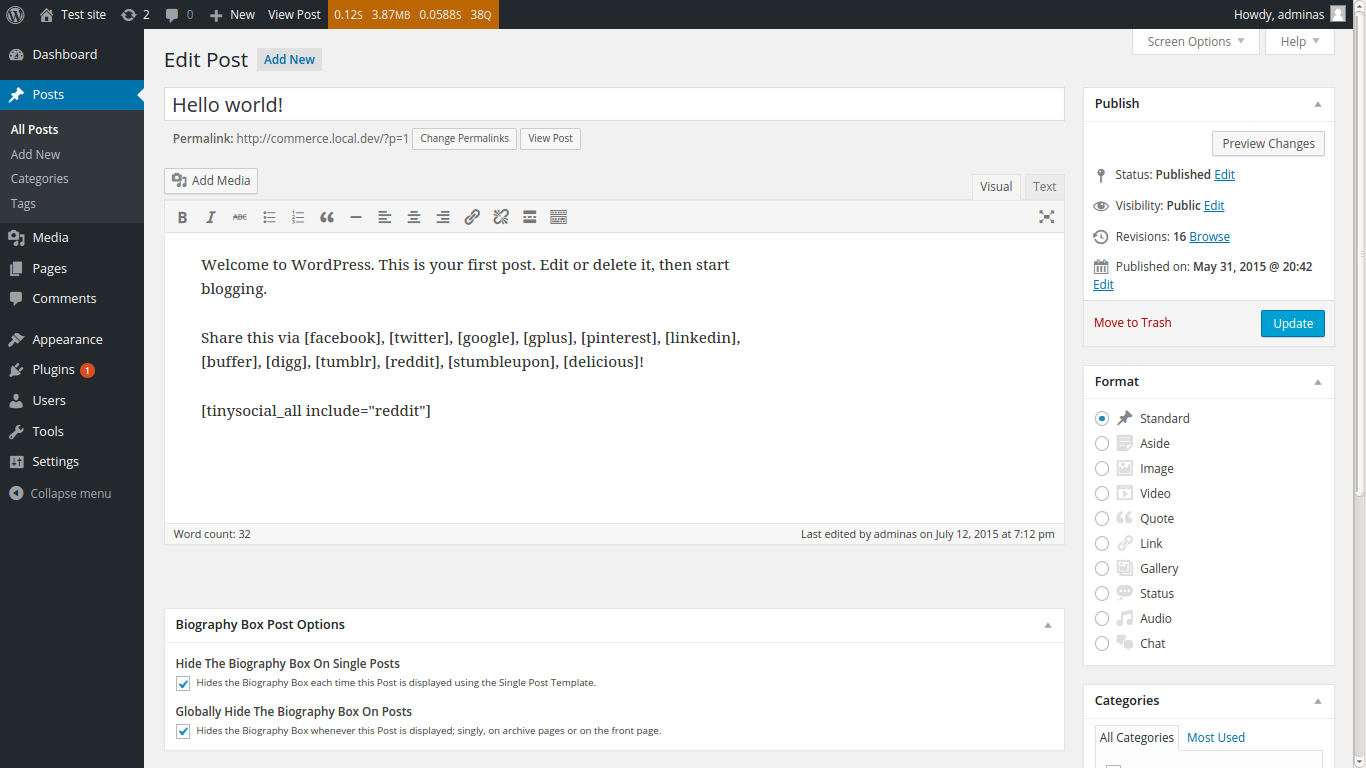 Test site 2 0 New View Post 0.12S 3.87MB 0.0588S 38Q Howdy, adminas
Dashboard
Posts
All Posts
Add New
Categories
Tags
Media
Pages
Comments
Appearance
Plugins 1
Users
Tools
Settings
Collapse menu
Screen Options Help
Edit Post Add New
Hello world!
Permalink: http://commerce.local.dev/?p=1 Change Permalinks View Post
Add Media
Visual Text
B I ABC
Welcome to WordPress. This is your first post. Edit or delete it, then start
blogging.
Share this via [facebook], [twitter], [google], [gplus], [pinterest], [linkedin],
[buffer], [digg], [tumblr], [reddit], [stumbleupon], [delicious]!
[tinysocial_all include="reddit"]
Word count: 32 Last edited by adminas on July 12, 2015 at 7:12 pm
Biography Box Post Options
Hide The Biography Box On Single Posts
Hides the Biography Box each time this Post is displayed using the Single Post Template.
Globally Hide The Biography Box On Posts
Hides the Biography Box whenever this Post is displayed; singly, on archive pages or on the front page.
Publish
Preview Changes
Status: Published Edit
Visibility: Public Edit
Revisions: 16 Browse
Published on: May 31, 2015 @ 20:42
Edit
Move to Trash Update
Format
Standard
Aside
Image
Video
Quote
Link
Gallery
Status
Audio
Chat
Categories
All Categories Most Used